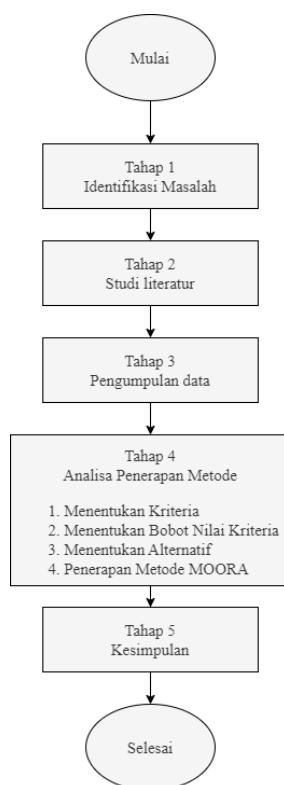 Mulai
Tahap 1
Identifikasi Masalah
Tahap 2
Studi literatur
Tahap 3
Pengumpulan data
Tahap 4
Analisa Penerapan Metode
1. Menentukan Kriteria
2. Menentukan Bobot Nilai Kriteria
3. Menentukan Alternatif
4. Penerapan Metode MOORA
Tahap 5
Kesimpulan
Selesai